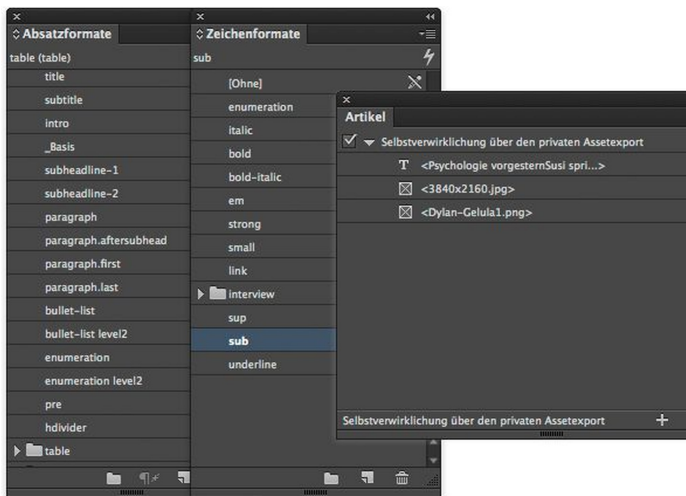 Absatzformate
table (table)
title
subtitle
intro
_Basis
subheadline-1
subheadline-2
paragraph
paragraph.aftersubhead
paragraph.first
paragraph.last
bullet-list
bullet-list level2
enumeration
enumeration level2
pre
hdivider
table
Zeichenformate
sub
[Ohne]
enumeration
italic
bold
bold-italic
em
strong
small
link
interview
sup
sub
underline
Artikel
Selbstverwirklichung über den privaten Assetexport
<Psychologie vorgesternSusi spri...>
<3840x2160.jpg>
<Dylan-Gelula1.png>
Selbstverwirklichung über den privaten Assetexport